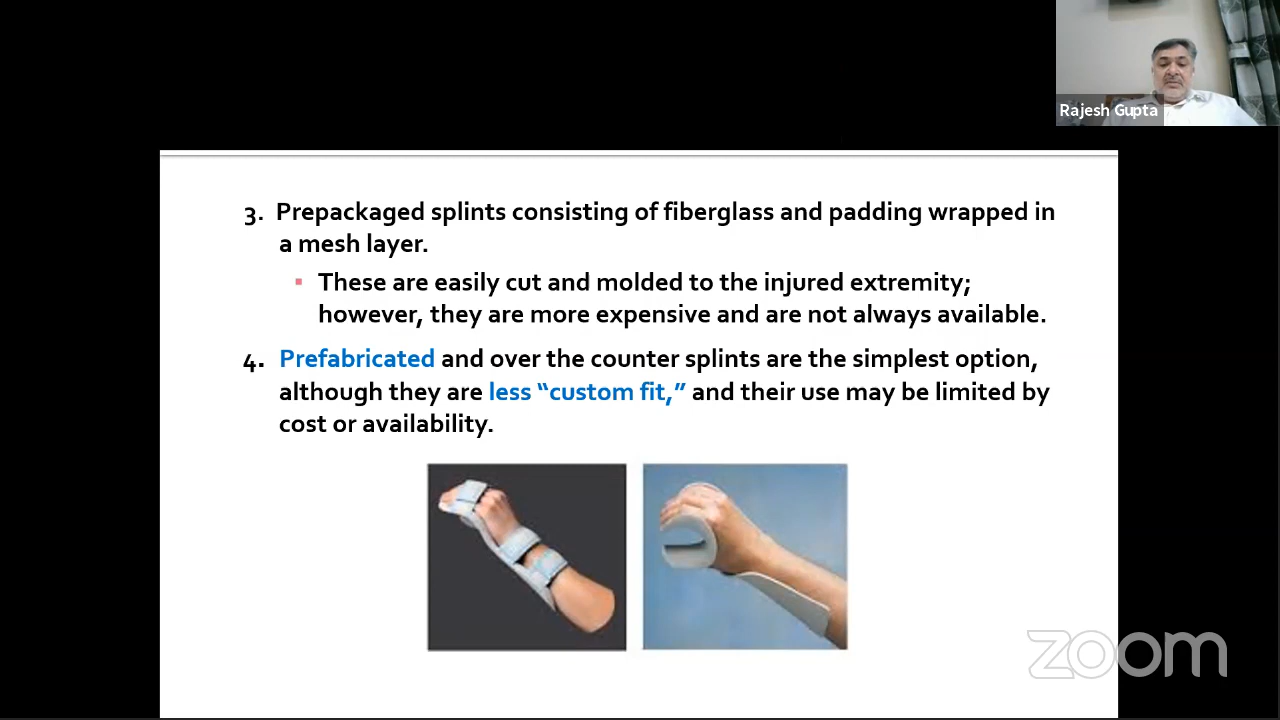 Rajesh Gupta
3. Prepackaged splints consisting of fiberglass and padding wrapped in
a mesh layer.
▪ These are easily cut and molded to the injured extremity;
however, they are more expensive and are not always available.
4. Prefabricated and over the counter splints are the simplest option,
although they are less “custom fit,” and their use may be limited by
cost or availability.
zoom